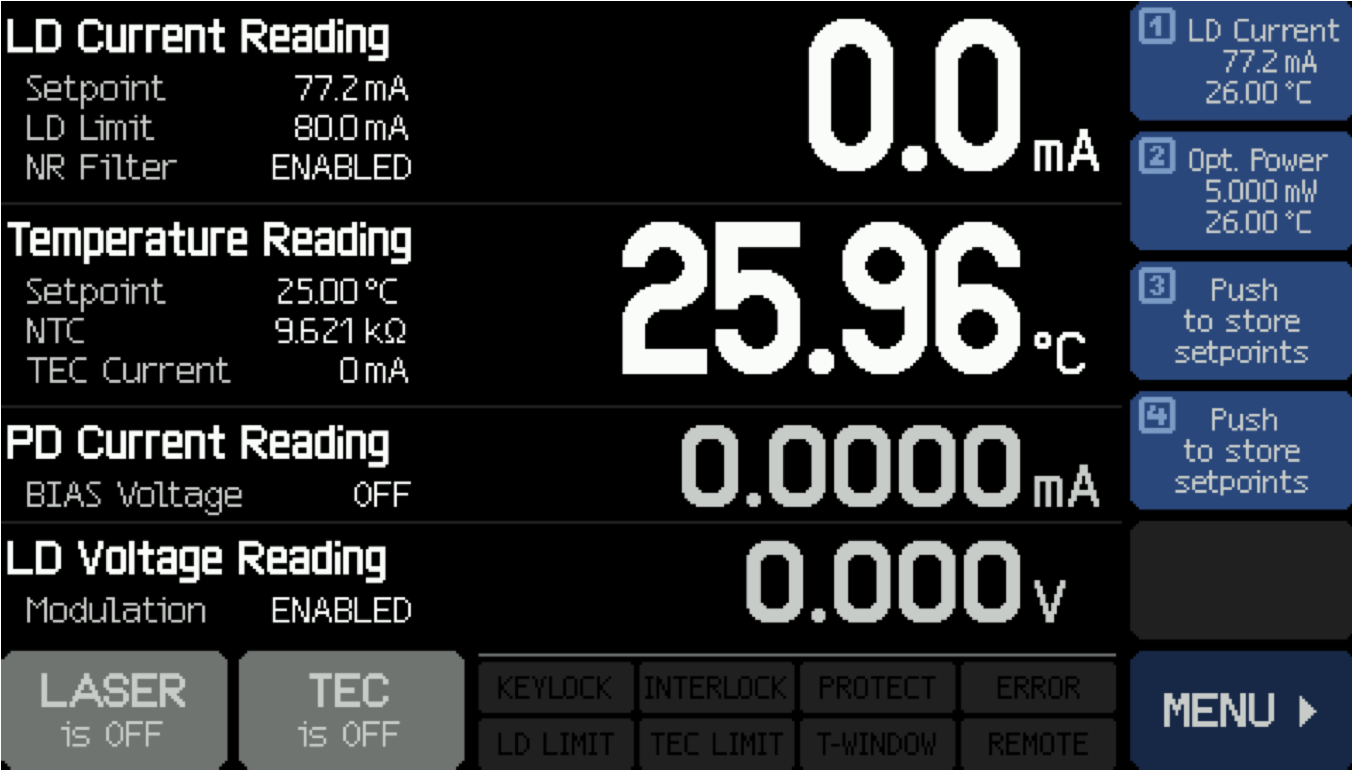 LD Current Reading
0.0 mA
Setpoint 77.2 mA
LD Limit 80.0 mA
NR Filter ENABLED
Temperature Reading
25.96 °C
Setpoint 25.00 °C
NTC 9.621 kΩ
TEC Current 0 mA
PD Current Reading
0.0000 mA
BIAS Voltage OFF
LD Voltage Reading
0.000 V
Modulation ENABLED
1 LD Current
77.2 mA
26.00 °C
2 Opt. Power
5.000 mW
26.00 °C
3 Push
to store
setpoints
4 Push
to store
setpoints
LASER
is OFF
TEC
is OFF
KEYLOCK INTERLOCK PROTECT ERROR
LD LIMIT TEC LIMIT T-WINDOW REMOTE
MENU